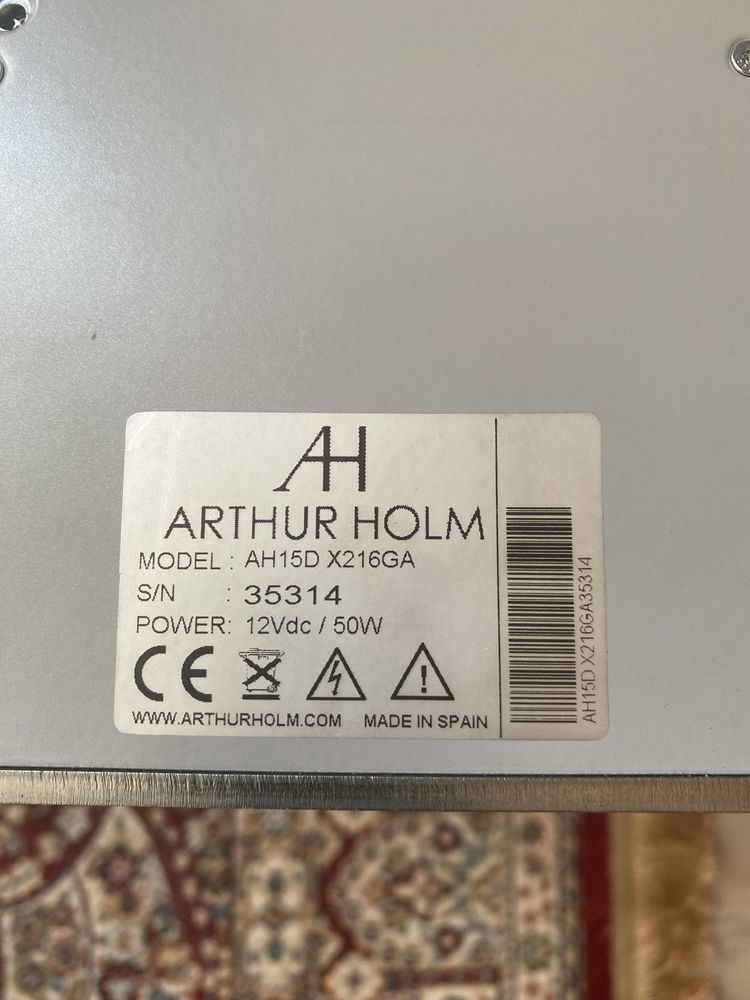 AH
ARTHUR HOLM
MODEL : AH15D X216GA
S/N : 35314
POWER: 12Vdc / 50W
CE
WWW.ARTHURHOLM.COM MADE IN SPAIN
AH15D X216GA35314